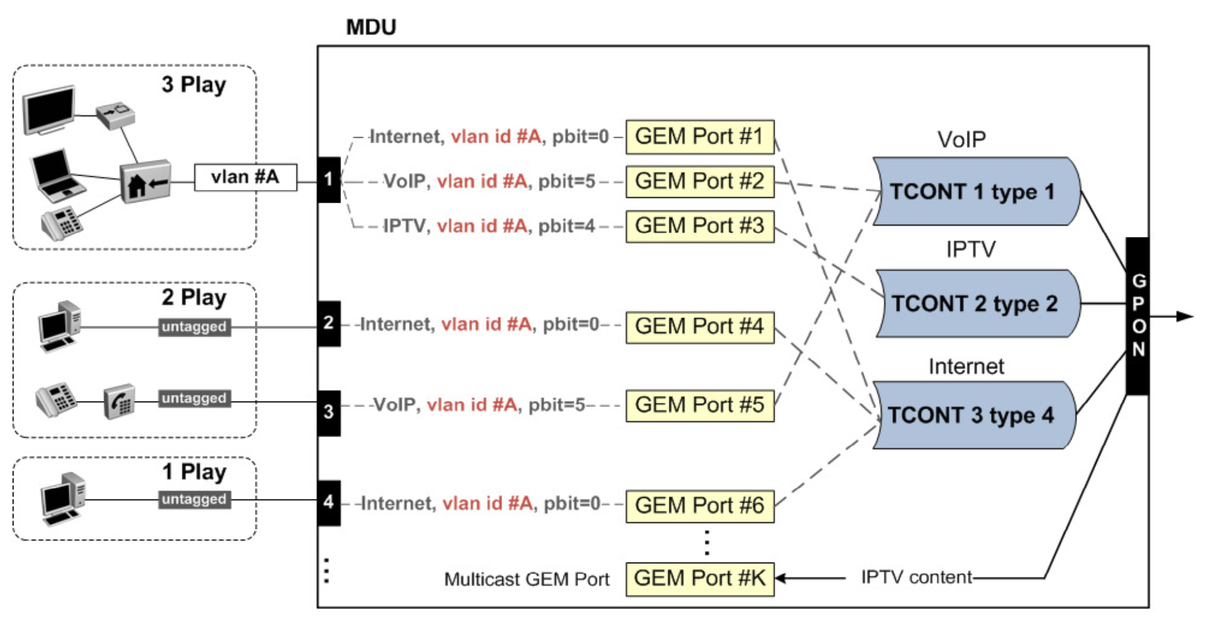 MDU
3 Play
vlan #A
1
Internet, vlan id #A, pbit=0
GEM Port #1
VoIP, vlan id #A, pbit=5
GEM Port #2
IPTV, vlan id #A, pbit=4
GEM Port #3
VoIP
TCONT 1 type 1
IPTV
TCONT 2 type 2
Internet
TCONT 3 type 4
GPON
2 Play
untagged
2
Internet, vlan id #A, pbit=0
GEM Port #4
untagged
3
VoIP, vlan id #A, pbit=5
GEM Port #5
1 Play
untagged
4
Internet, vlan id #A, pbit=0
GEM Port #6
Multicast GEM Port
GEM Port #K
IPTV content